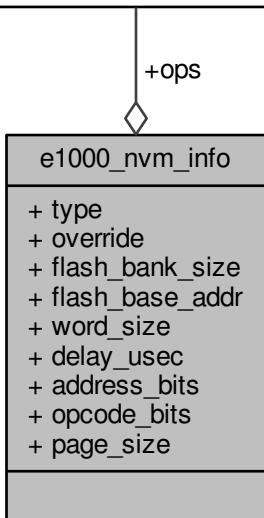 +ops
e1000_nvm_info
+ type
+ override
+ flash_bank_size
+ flash_base_addr
+ word_size
+ delay_usec
+ address_bits
+ opcode_bits
+ page_size